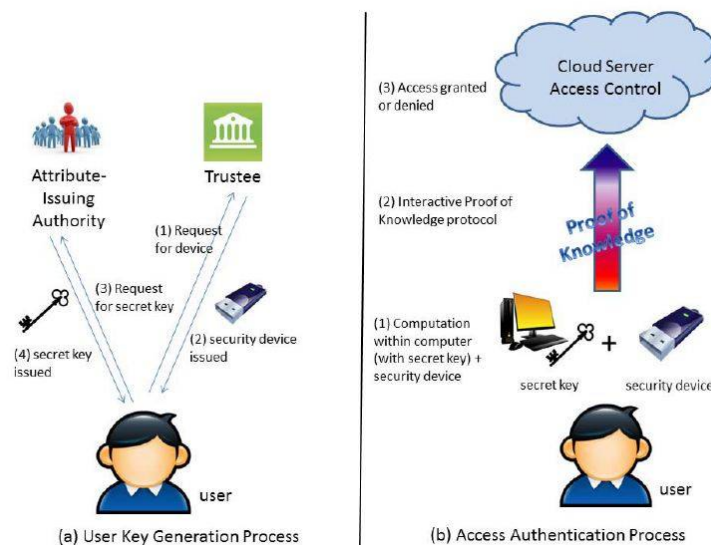 Attribute-
Issuing
Authority
Trustee
(1) Request
for device
(3) Request
for secret key
(2) security device
issued
(4) secret key
issued
user
(a) User Key Generation Process
Cloud Server
Access Control
(3) Access granted
or denied
(2) Interactive Proof of
Knowledge protocol
Proof of
Knowledge
(1) Computation
within computer
(with secret key) +
security device
+
secret key
security device
user
(b) Access Authentication Process